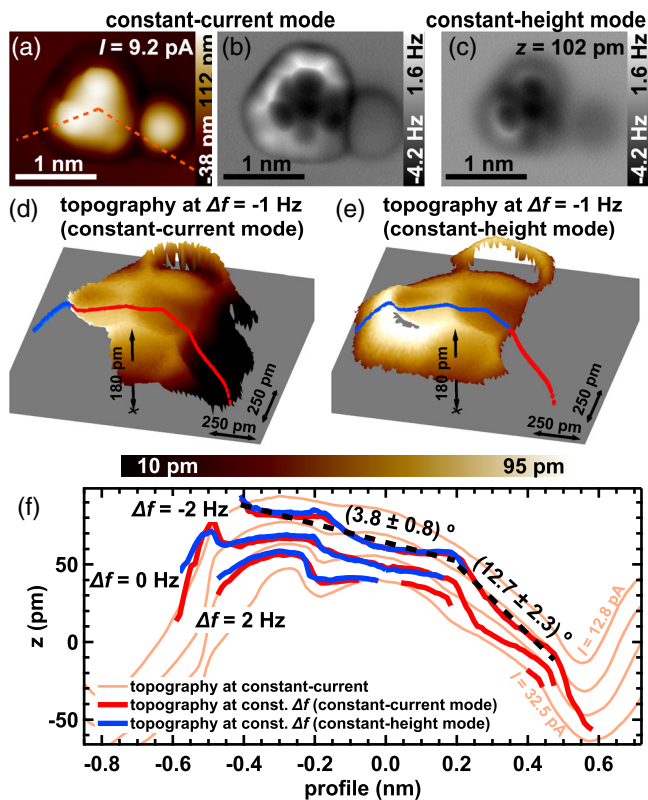 constant-current mode
constant-height mode
(a)
I = 9.2 pA
112 pm
-38 pm
1 nm
(b)
1.6 Hz
-4.2 Hz
(c)
z = 102 pm
1.6 Hz
-4.2 Hz
1 nm
(d)
topography at Δf = -1 Hz
(constant-current mode)
180 pm
250 pm
250 pm
(e)
topography at Δf = -1 Hz
(constant-height mode)
180 pm
250 pm
250 pm
10 pm
95 pm
(f)
Δf = -2 Hz
(3.8 ± 0.8) º
(12.7 ± 2.3) º
Δf = 0 Hz
Δf = 2 Hz
I = 12.8 pA
I = 32.5 pA
topography at constant-current
topography at const. Δf (constant-current mode)
topography at const. Δf (constant-height mode)
z (pm)
50
0
-50
-0.8
-0.6
-0.4
-0.2
0.0
0.2
0.4
0.6
profile (nm)